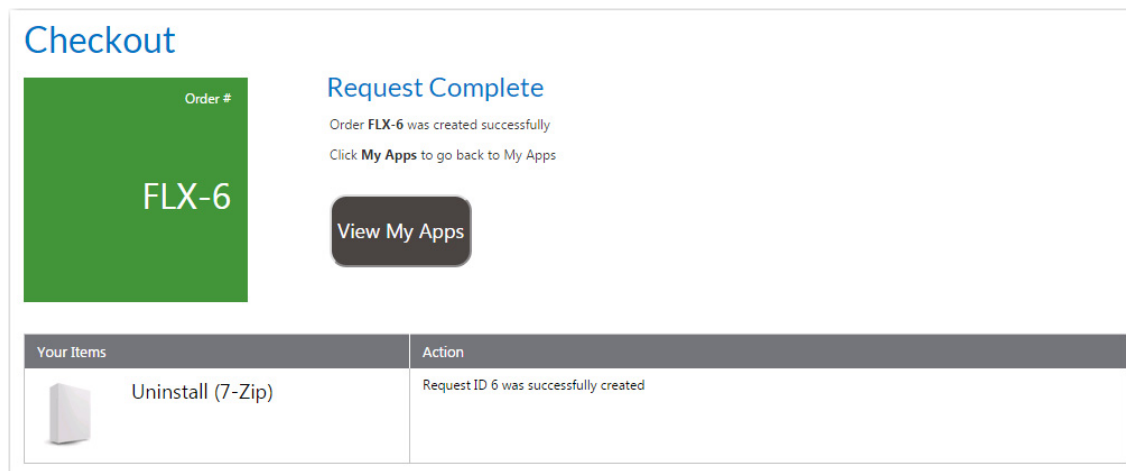 Checkout
Order #
FLX-6
Request Complete
Order FLX-6 was created successfully
Click My Apps to go back to My Apps
View My Apps
Your Items
Action
Uninstall (7-Zip)
Request ID 6 was successfully created